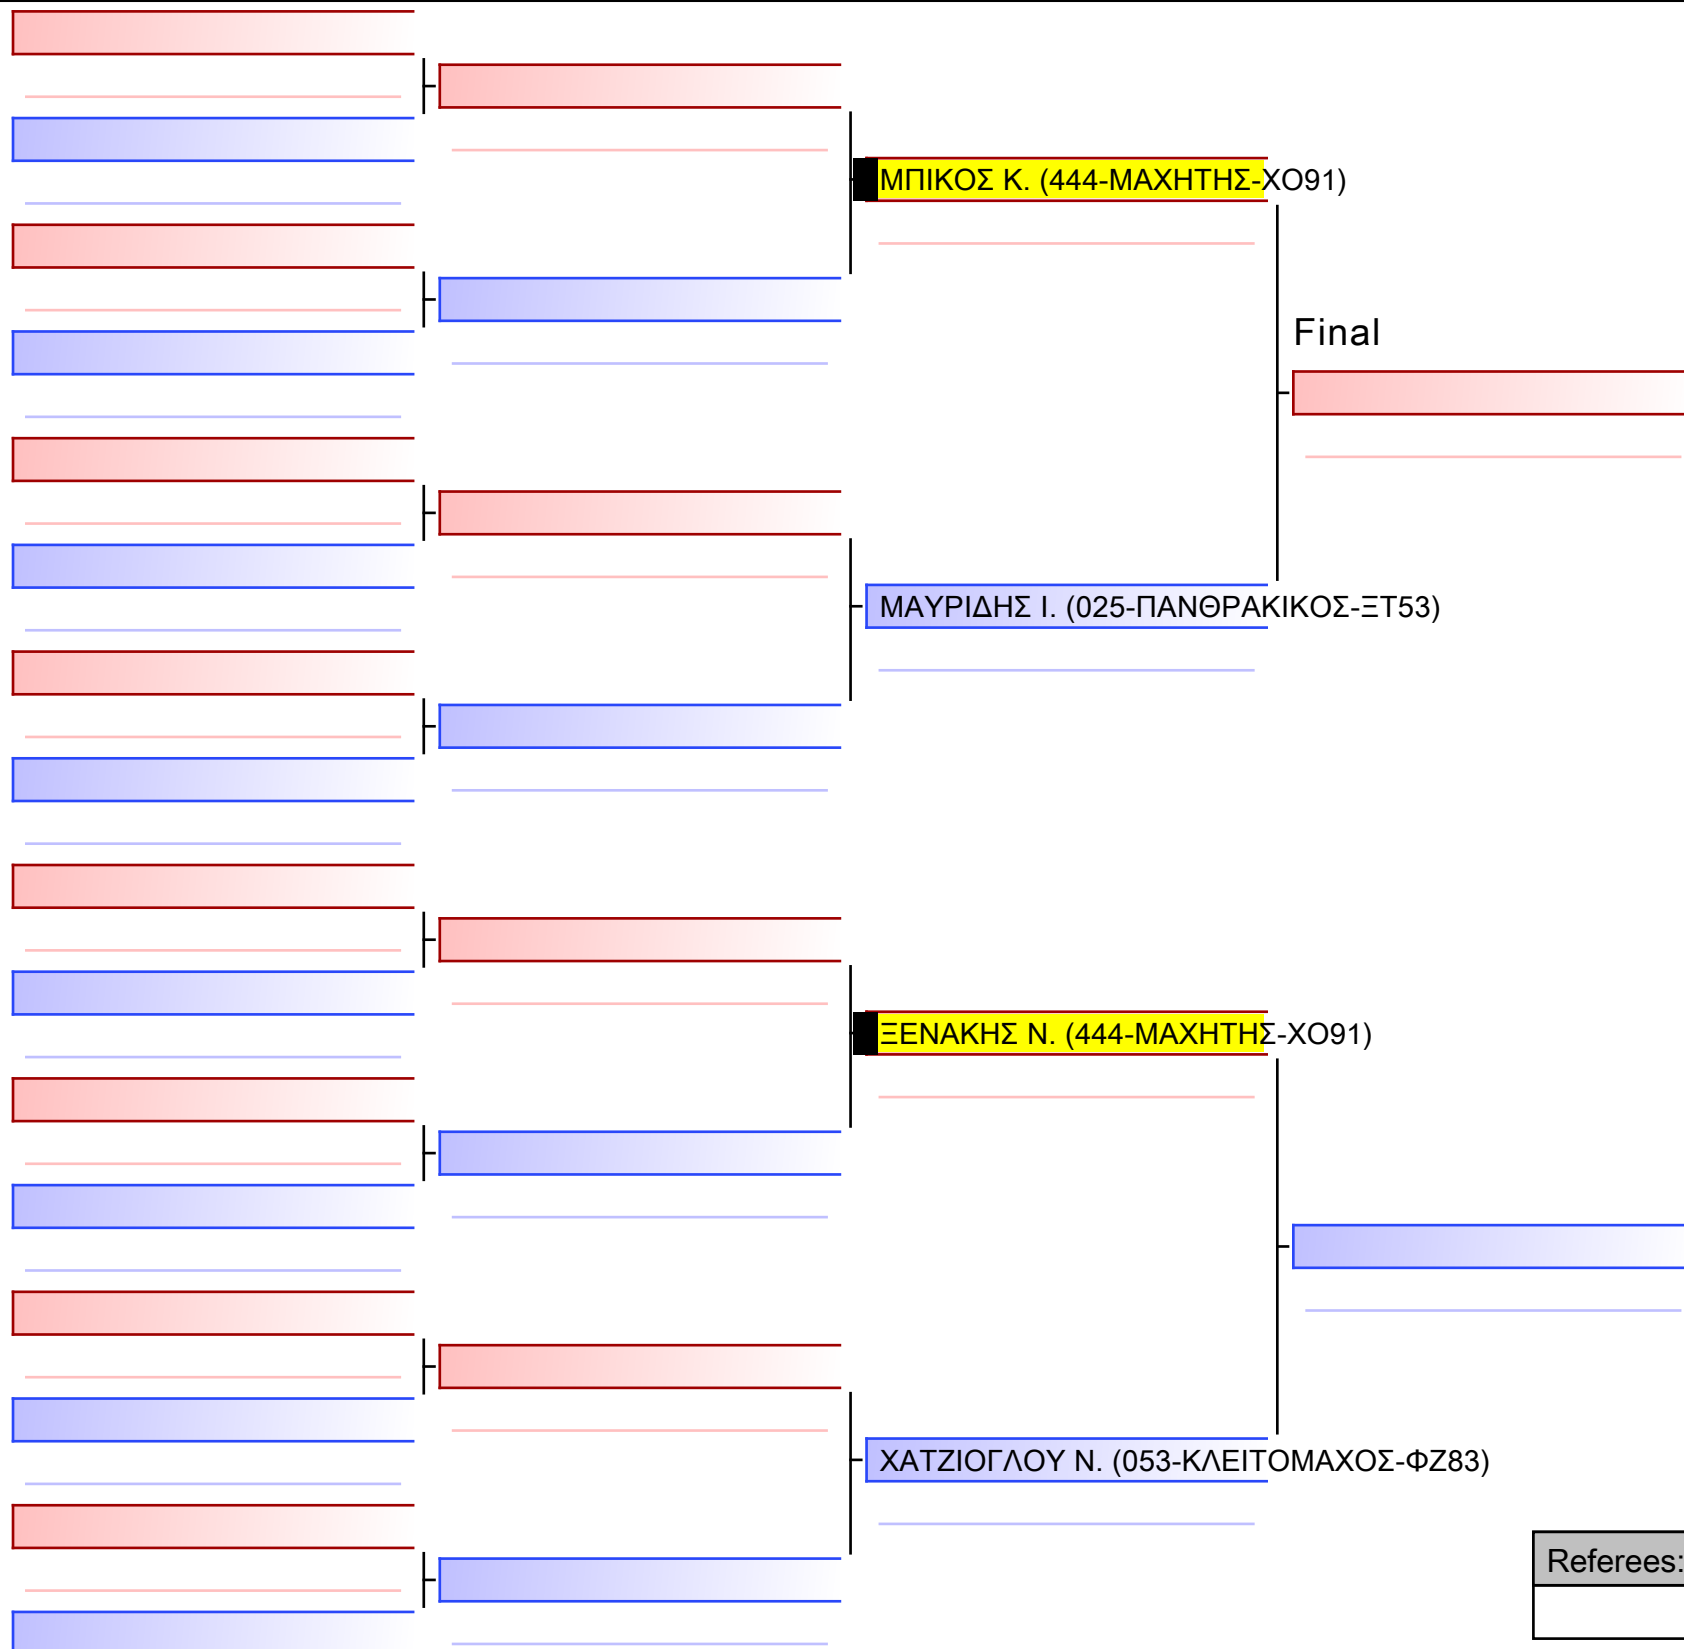 ΜΠΙΚΟΣ Κ. (444-ΜΑΧΗΤΗΣ-ΧΟ91)
Final
ΜΑΥΡΙΔΗΣ Ι. (025-ΠΑΝΘΡΑΚΙΚΟΣ-ΞΤ53)
ΞΕΝΑΚΗΣ Ν. (444-ΜΑΧΗΤΗΣ-ΧΟ91)
ΧΑΤΖΙΟΓΛΟΥ Ν. (053-ΚΛΕΙΤΟΜΑΧΟΣ-ΦΖ83)
Referees: